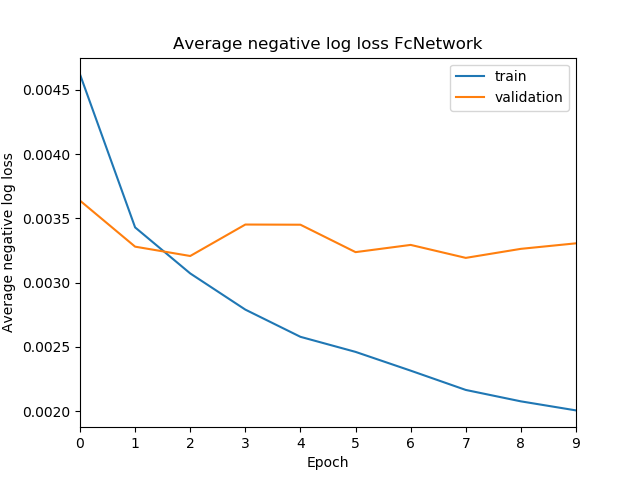 Average negative log loss FcNetwork
train
validation
Average negative log loss
0.0045
0.0040
0.0035
0.0030
0.0025
0.0020
0 1 2 3 4 5 6 7 8 9
Epoch